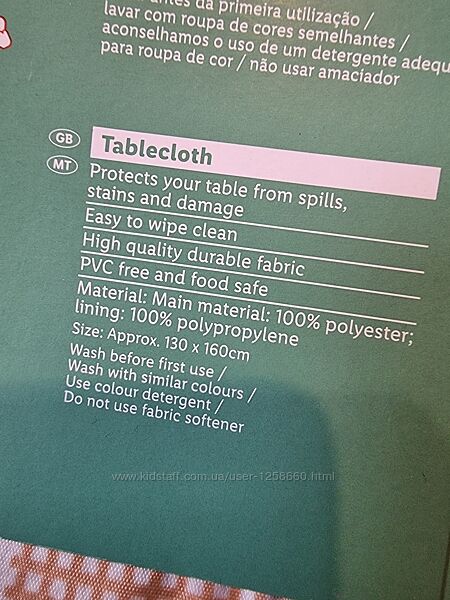 da primeira utilização /
lavar com roupa de cores semelhantes /
aconselhamos o uso de um detergente
para roupa de cor / não usar amaciador
GB
MT
Tablecloth
Protects your table from spills,
stains and damage
Easy to wipe clean
High quality durable fabric
PVC free and food safe
Material: Main material: 100% polyester;
lining: 100% polypropylene
Size: Approx. 130 x 160cm
Wash before first use /
Wash with similar colours /
Use colour detergent /
Do not use fabric softener
www.kidstaff.com.ua/user-1258660.html